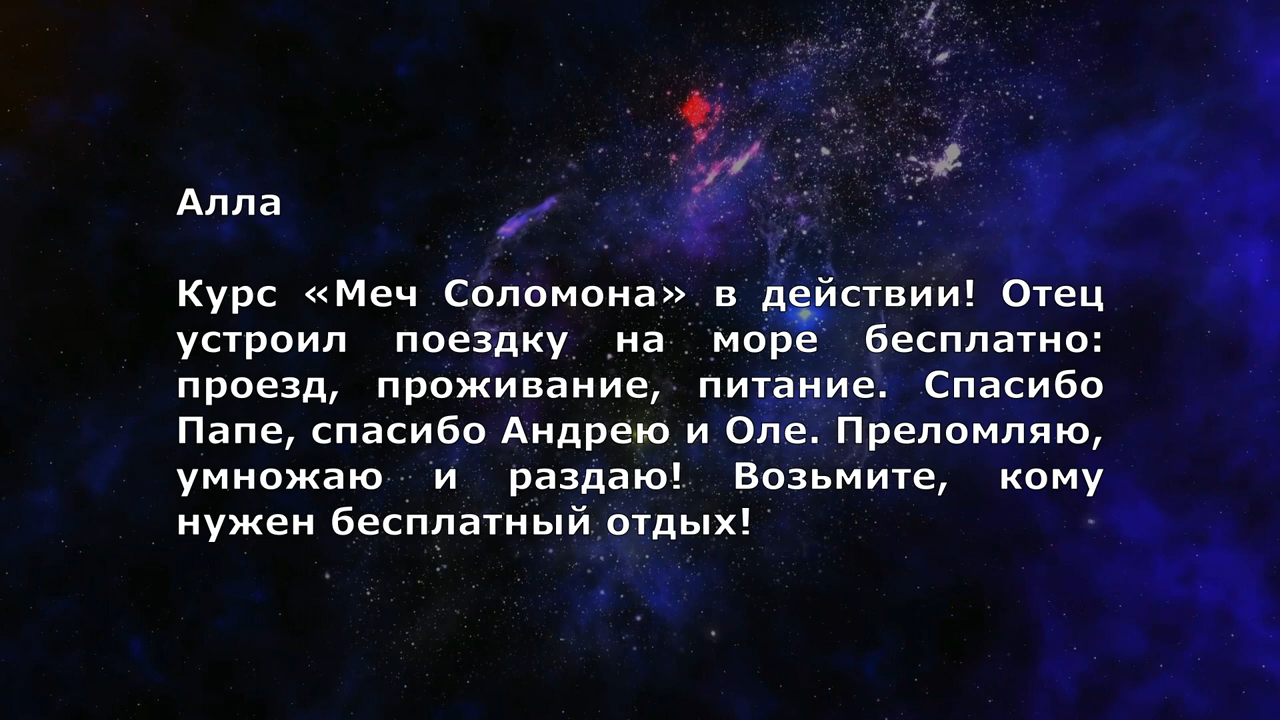 Алла
Курс «Меч Соломона» в действии! Отец
устроил поездку на море бесплатно:
проезд, проживание, питание. Спасибо
Папе, спасибо Андрею и Оле. Преломляю,
умножаю и раздаю! Возьмите, кому
нужен бесплатный отдых!